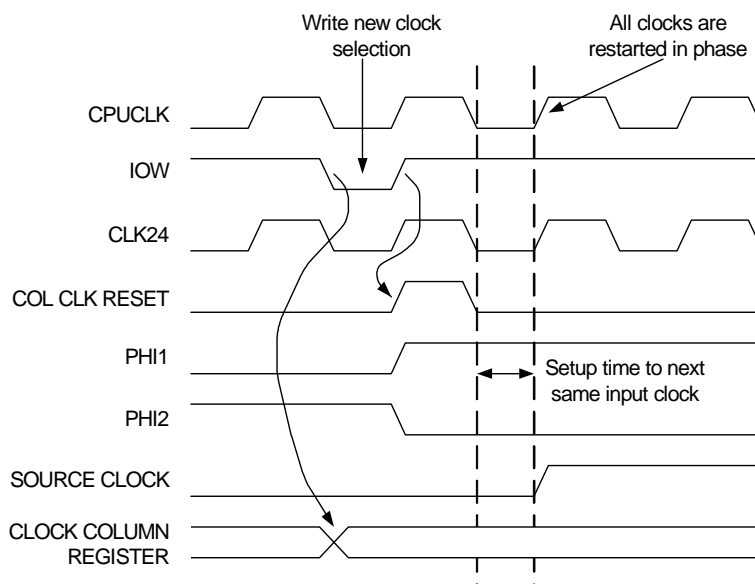 Write new clock
selection
All clocks are
restarted in phase
CPUCLK
IOW
CLK24
COL CLK RESET
PHI1
Setup time to next
same input clock
PHI2
SOURCE CLOCK
CLOCK COLUMN
REGISTER